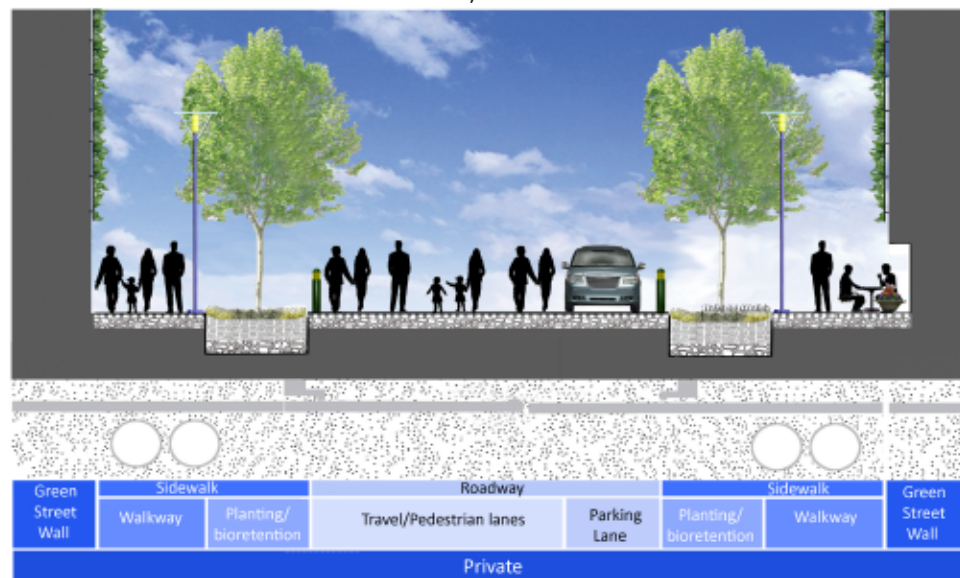 Sidewalk
Roadway
Sidewalk
Green
Street
Wall
Walkway
Planting/
bioretention
Travel/Pedestrian lanes
Parking
Lane
Planting/
bioretention
Walkway
Green
Street
Wall
Private